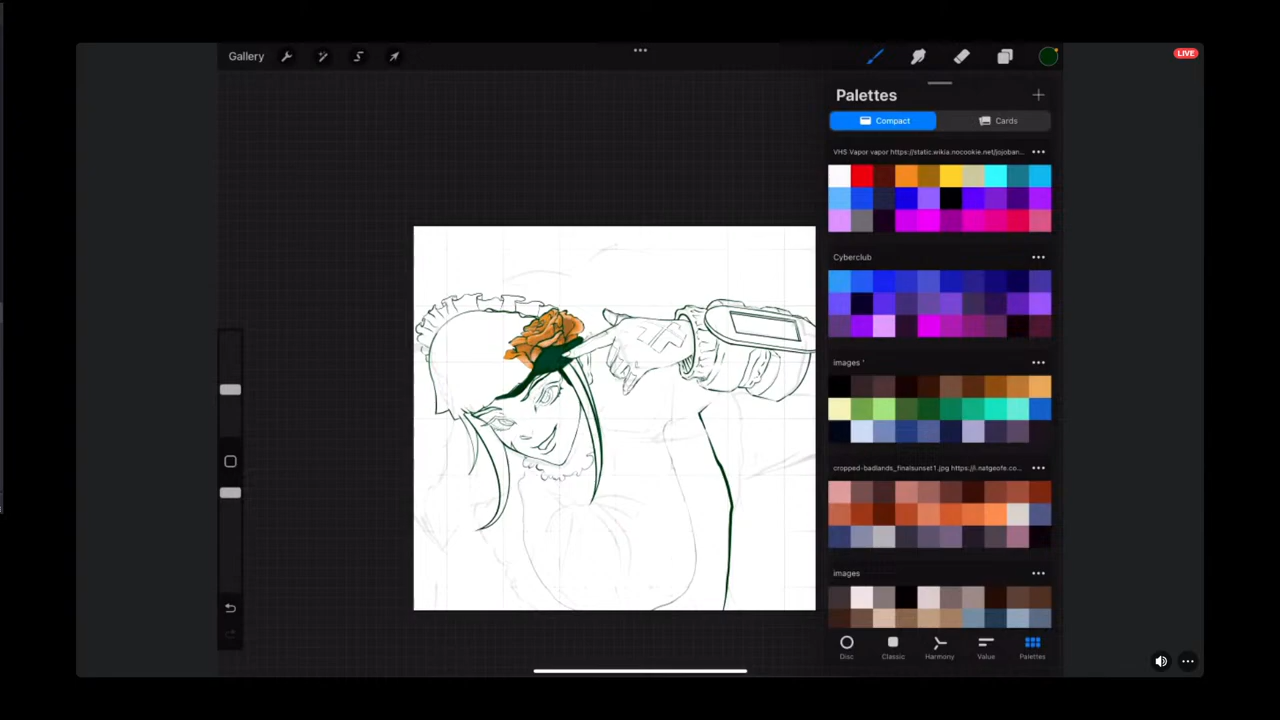 Gallery
LIVE
Palettes
Compact
Cards
VHS Vapor vapor https://static.wikia.nocookie.net/jojoban...
Cyberclub
images '
cropped-badlands_finalsunset1.jpg https://i.natgeofe.co...
images
Disc
Classic
Harmony
Value
Palettes